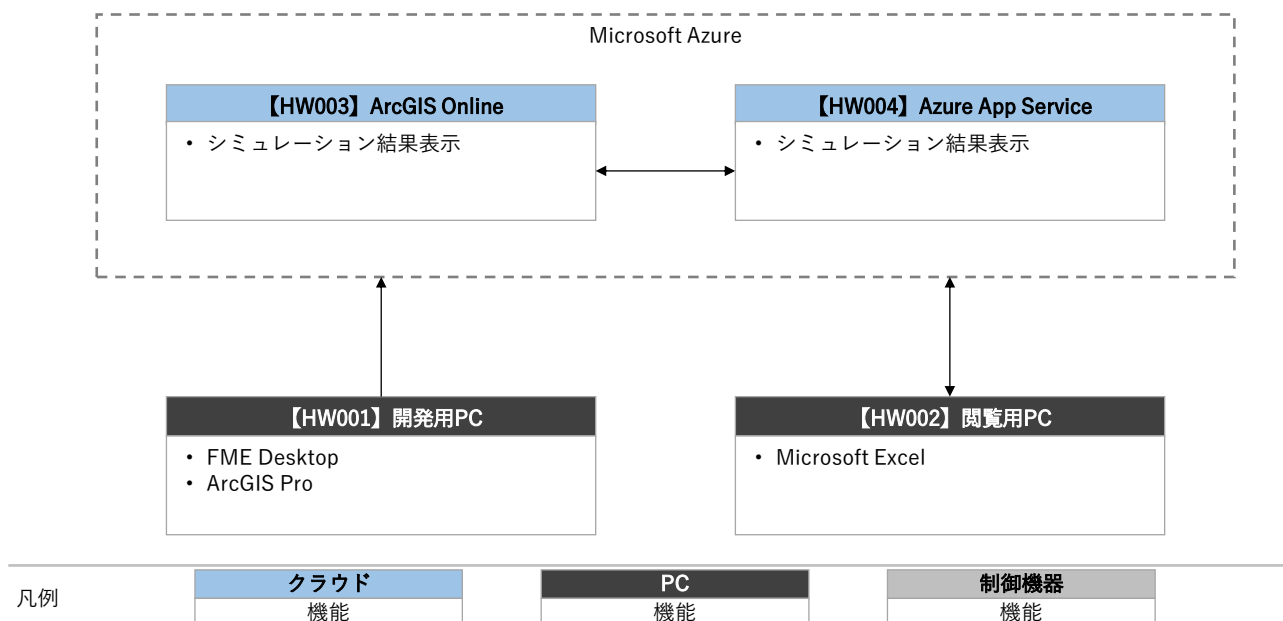 Microsoft Azure
【HW003】ArcGIS Online
• シミュレーション結果表示
【HW004】Azure App Service
• シミュレーション結果表示
【HW001】開発用PC
• FME Desktop
• ArcGIS Pro
【HW002】閲覧用PC
• Microsoft Excel
凡例
クラウド
機能
PC
機能
制御機器
機能